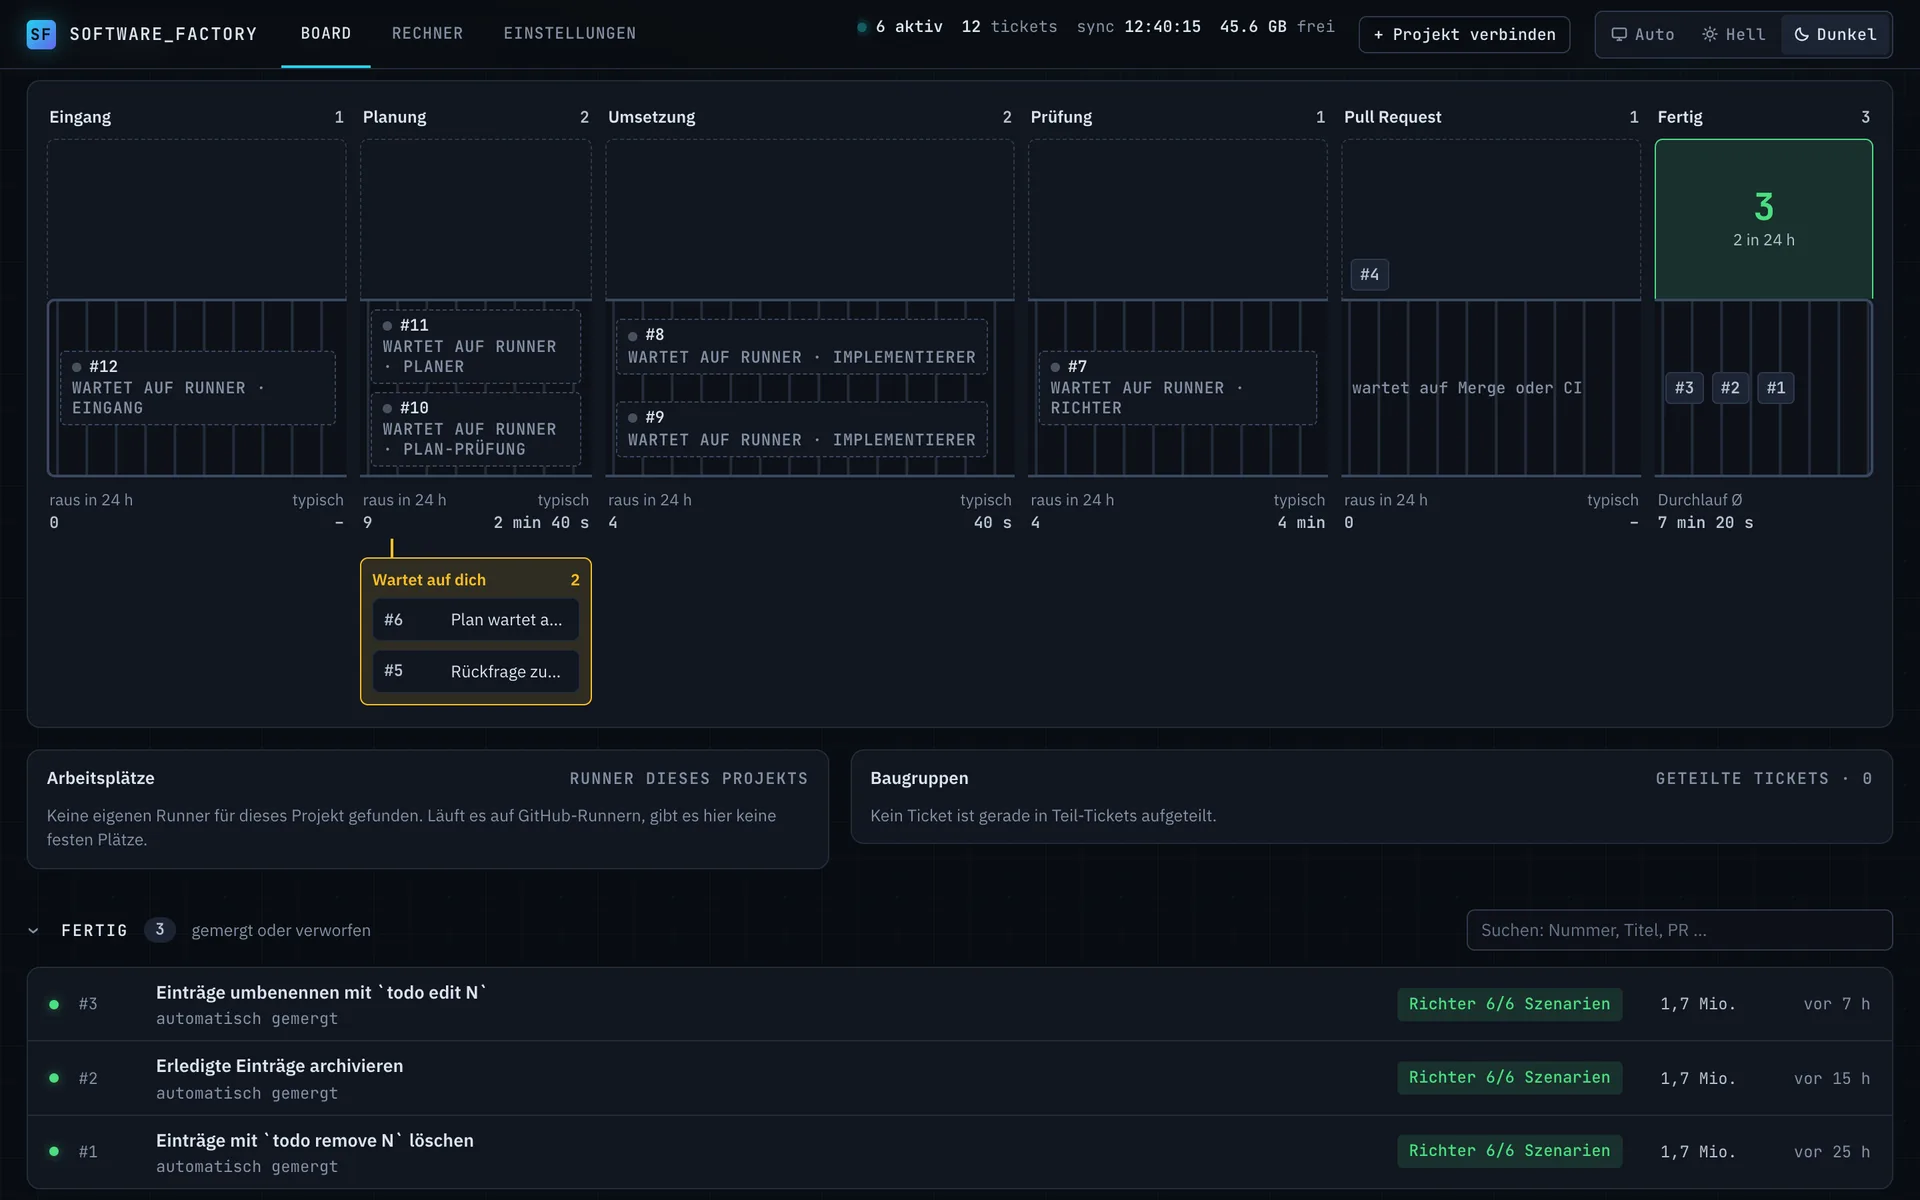 SF SOFTWARE_FACTORY BOARD RECHNER EINSTELLUNGEN 6 aktiv 12 tickets sync 12:40:15 45.6 GB frei + Projekt verbinden Auto Hell Dunkel
Eingang 1 Planung 2 Umsetzung 2 Prüfung 1 Pull Request 1 Fertig 3
3
2 in 24 h
#4
#12
WARTET AUF RUNNER ·
EINGANG
#11
WARTET AUF RUNNER
· PLANER
#10
WARTET AUF RUNNER
· PLAN-PRÜFUNG
#8
WARTET AUF RUNNER · IMPLEMENTIERER
#9
WARTET AUF RUNNER · IMPLEMENTIERER
#7
WARTET AUF RUNNER ·
RICHTER
wartet auf Merge oder CI
#3 #2 #1
raus in 24 h typisch raus in 24 h typisch raus in 24 h typisch raus in 24 h typisch raus in 24 h typisch Durchlauf Ø
0 – 9 2 min 40 s 4 40 s 4 4 min 0 – 7 min 20 s
Wartet auf dich 2
#6 Plan wartet a...
#5 Rückfrage zu...
Arbeitsplätze RUNNER DIESES PROJEKTS
Keine eigenen Runner für dieses Projekt gefunden. Läuft es auf GitHub-Runnern, gibt es hier keine
festen Plätze.
Baugruppen GETEILTE TICKETS · 0
Kein Ticket ist gerade in Teil-Tickets aufgeteilt.
FERTIG 3 gemergt oder verworfen Suchen: Nummer, Titel, PR ...
#3 Einträge umbenennen mit `todo edit N` Richter 6/6 Szenarien 1,7 Mio. vor 7 h
automatisch gemergt
#2 Erledigte Einträge archivieren Richter 6/6 Szenarien 1,7 Mio. vor 15 h
automatisch gemergt
#1 Einträge mit `todo remove N` löschen Richter 6/6 Szenarien 1,7 Mio. vor 25 h
automatisch gemergt